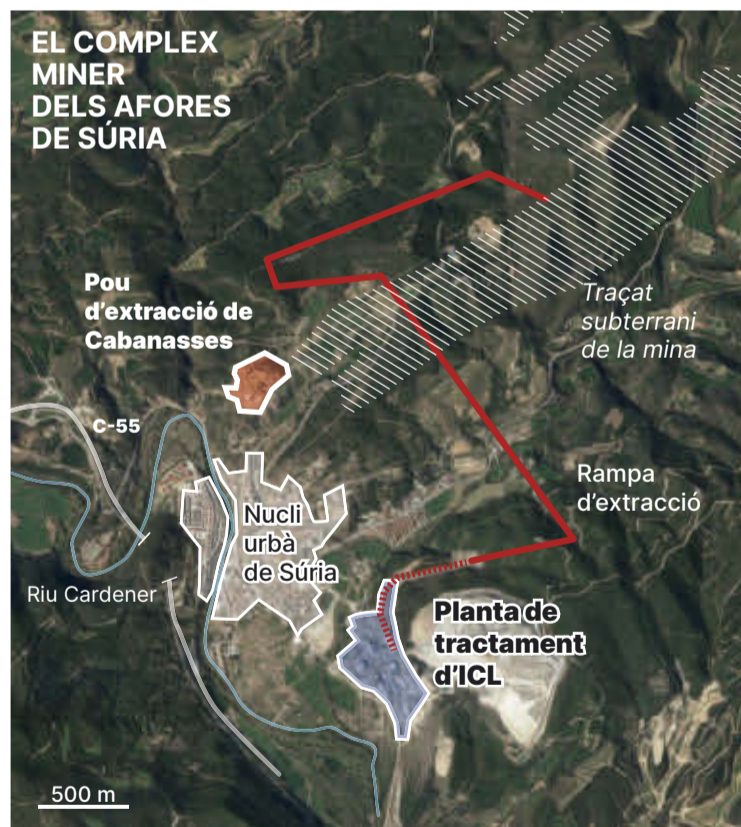 EL COMPLEX
MINER
DELS AFORES
DE SÚRIA
Pou
d'extracció de
Cabanasses
Traçat
subterrani
de la mina
C-55
Rampa
d'extracció
Nucli
urbà
de Súria
Riu Cardener
Planta de
tractament
d'ICL
500 m